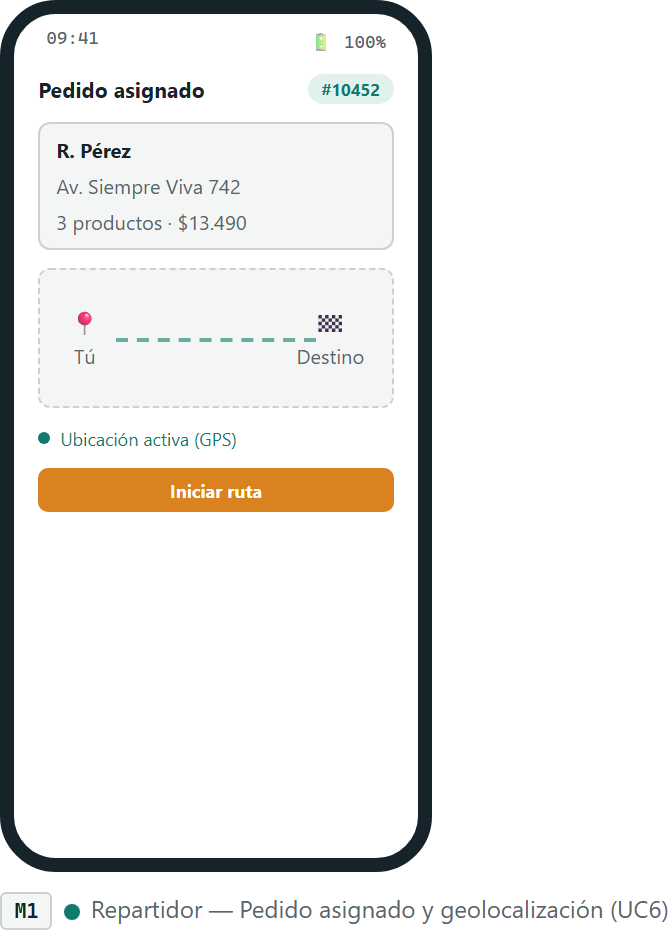 09:41 100%
Pedido asignado #10452
R. Pérez
Av. Siempre Viva 742
3 productos · $13.490
Tú Destino
Ubicación activa (GPS)
Iniciar ruta
M1 Repartidor — Pedido asignado y geolocalización (UC6)